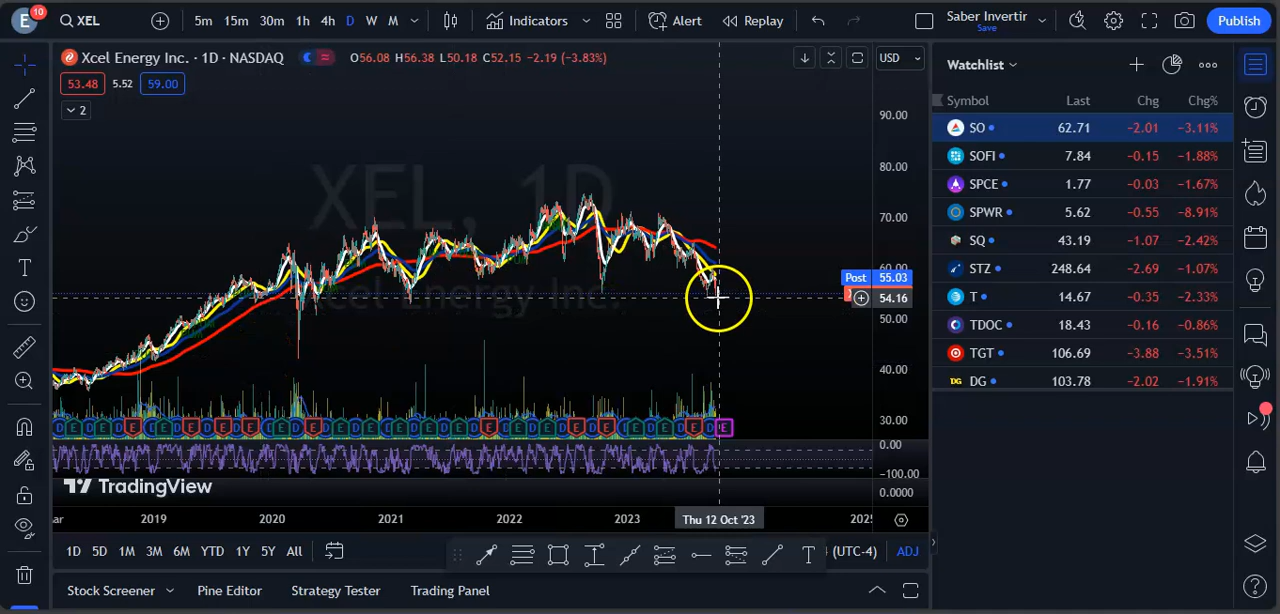 E 10 XEL 5m 15m 30m 1h 4h D W M Indicators Alert Replay Saber Invertir Save Publish
Xcel Energy Inc. · 1D · NASDAQ O56.08 H56.38 L50.18 C52.15 −2.19 (−3.83%) USD
53.48 5.52 59.00
2
XEL, 1D
Xcel Energy Inc.
90.00
80.00
70.00
60.00
Post 55.03
54.16
50.00
40.00
30.00
0.00
−100.00
0.0000
TradingView
2019 2020 2021 2022 2023 Thu 12 Oct '23
1D 5D 1M 3M 6M YTD 1Y 5Y All (UTC-4) ADJ
Stock Screener Pine Editor Strategy Tester Trading Panel
Watchlist
Symbol Last Chg Chg%
SO 62.71 −2.01 −3.11%
SOFI 7.84 −0.15 −1.88%
SPCE 1.77 −0.03 −1.67%
SPWR 5.62 −0.55 −8.91%
SQ 43.19 −1.07 −2.42%
STZ 248.64 −2.69 −1.07%
T 14.67 −0.35 −2.33%
TDOC 18.43 −0.16 −0.86%
TGT 106.69 −3.88 −3.51%
DG DG 103.78 −2.02 −1.91%